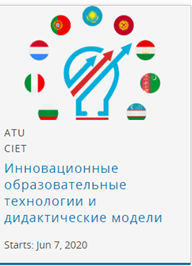 ATU
CIET
Инновационные
образовательные
технологии и
дидактические модели
Starts: Jun 7, 2020